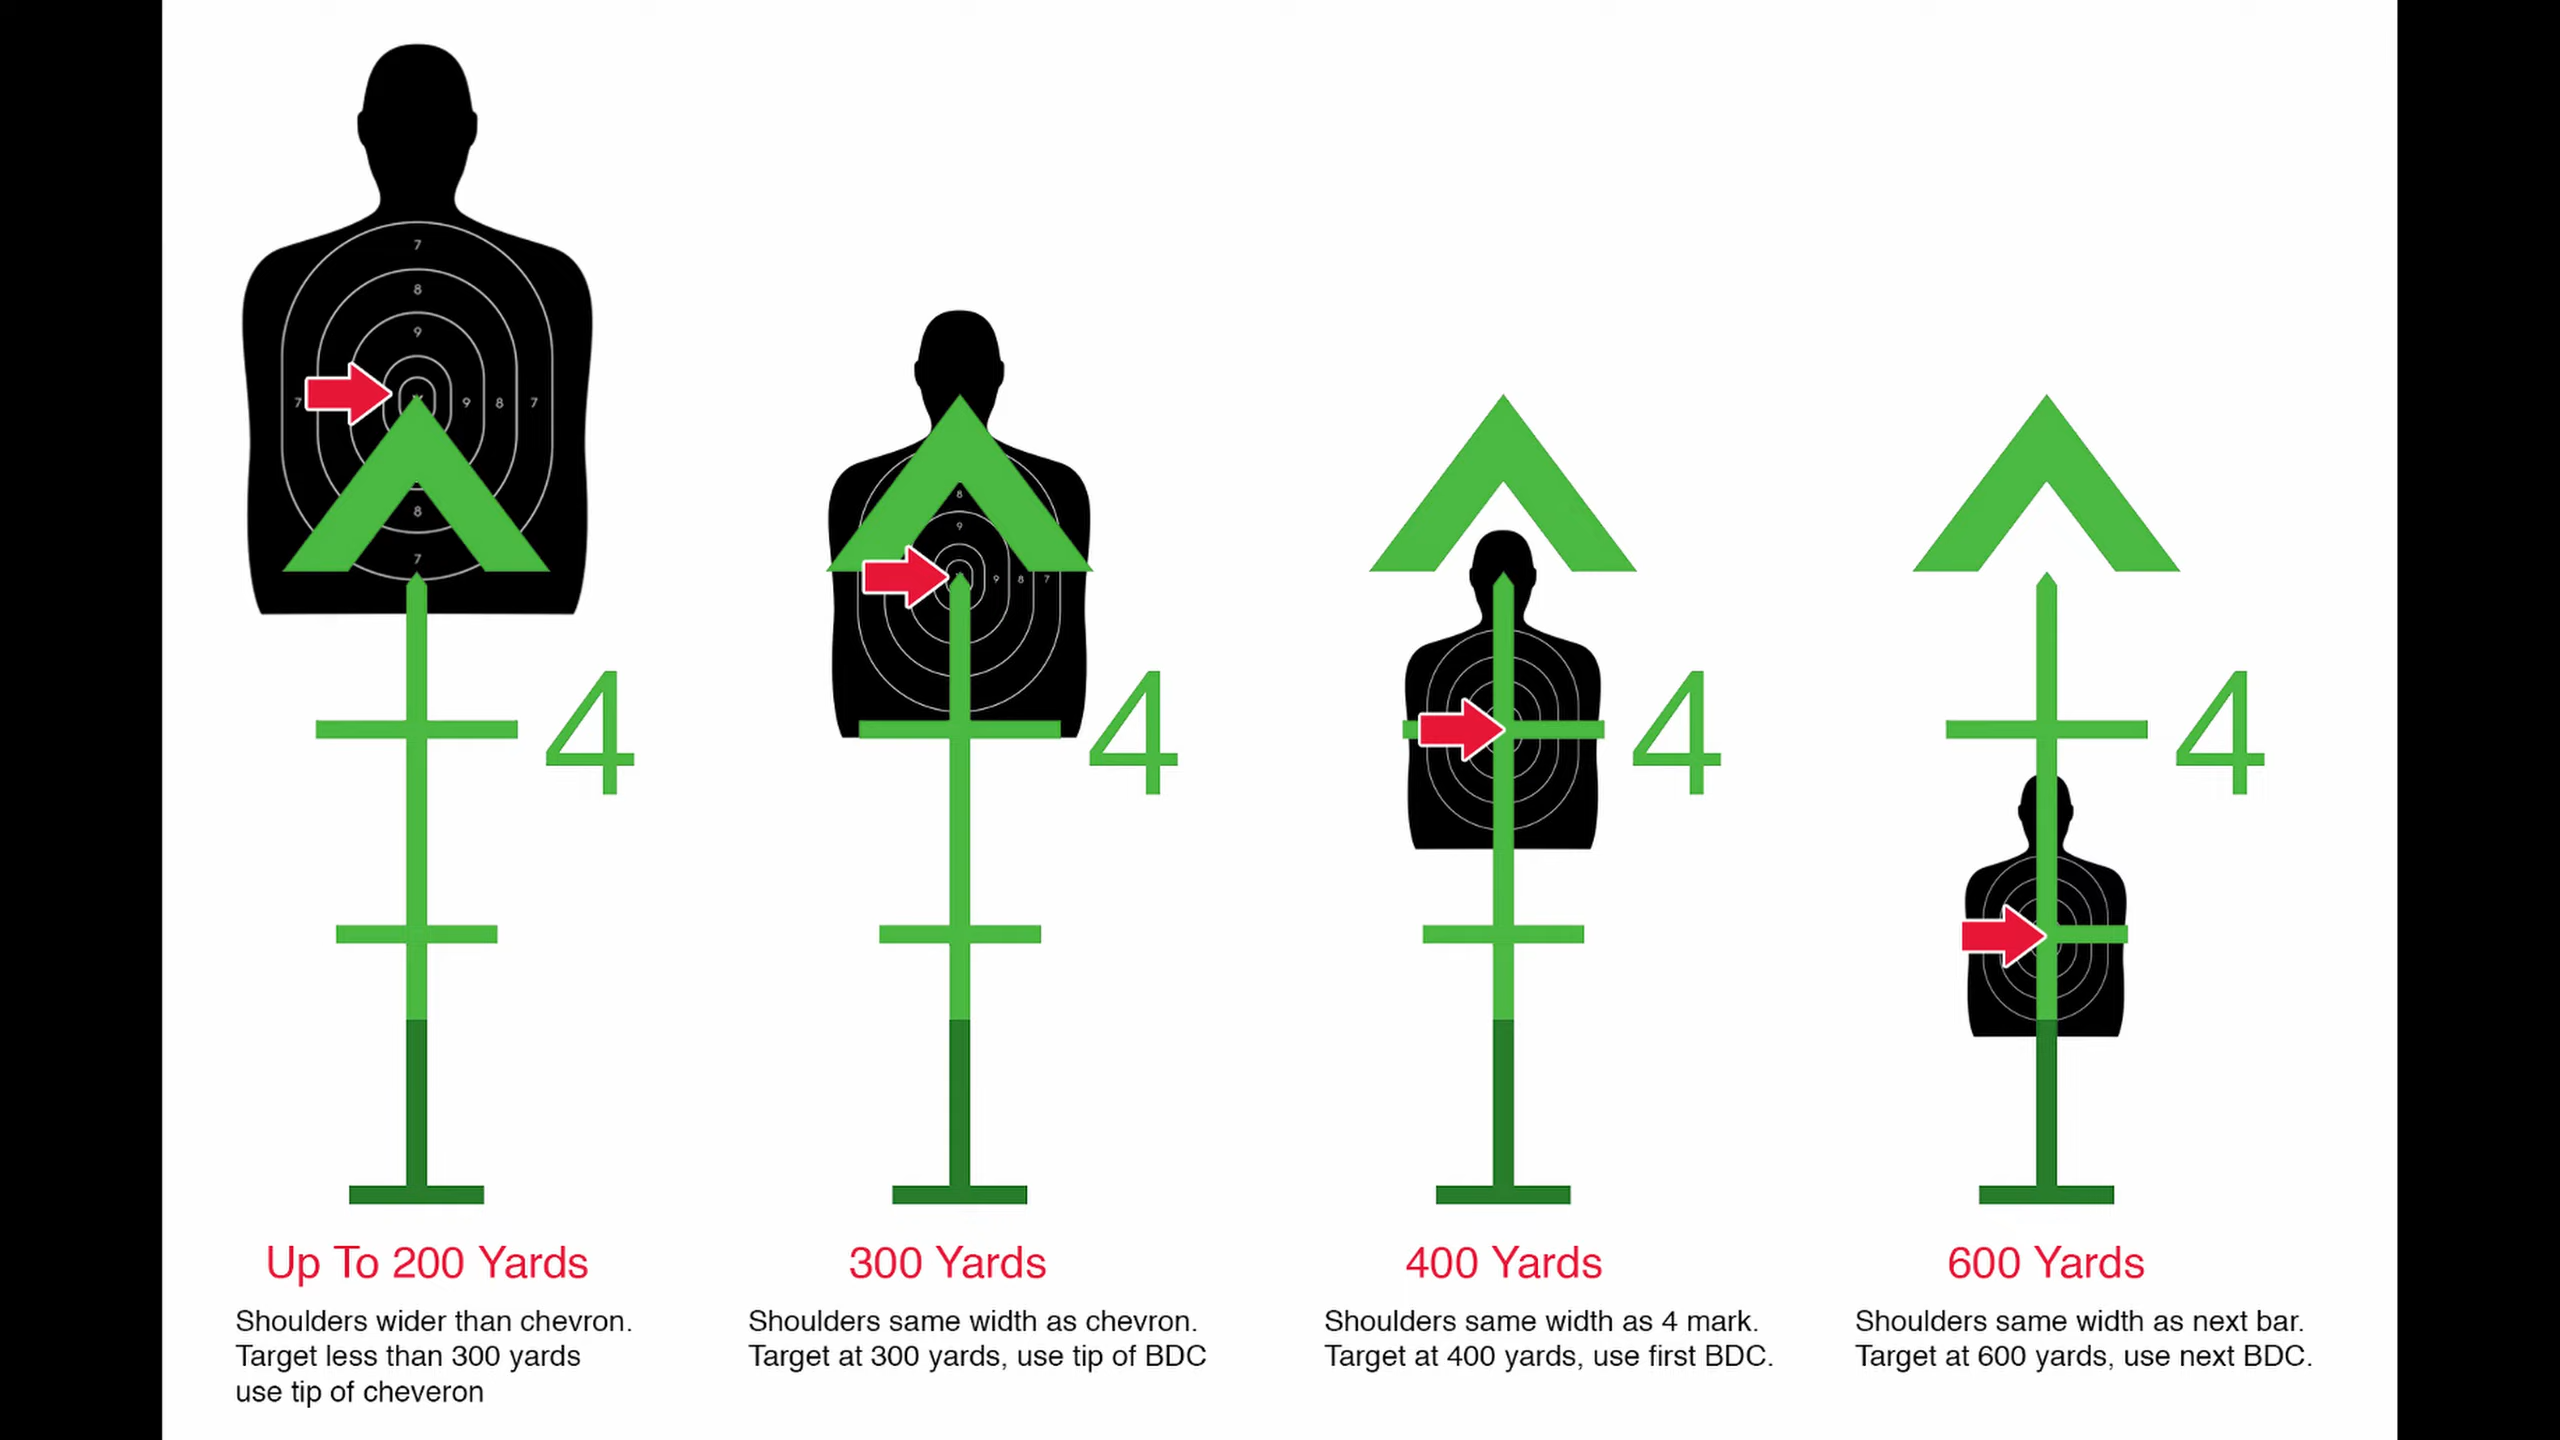 7
8
9
7
9 8 7
8
7
4
8
9
9 8 7
4
4
4
Up To 200 Yards
Shoulders wider than chevron.
Target less than 300 yards
use tip of cheveron
300 Yards
Shoulders same width as chevron.
Target at 300 yards, use tip of BDC
400 Yards
Shoulders same width as 4 mark.
Target at 400 yards, use first BDC.
600 Yards
Shoulders same width as next bar.
Target at 600 yards, use next BDC.